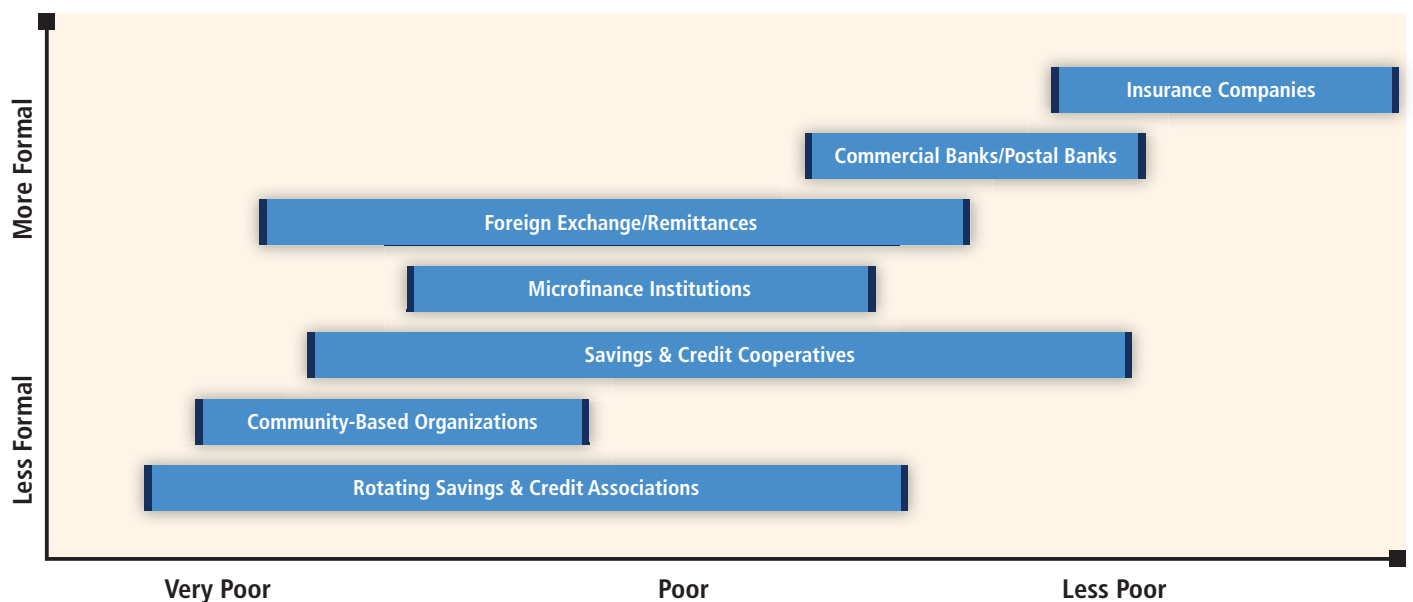 More Formal
Less Formal
Insurance Companies
Commercial Banks/Postal Banks
Foreign Exchange/Remittances
Microfinance Institutions
Savings & Credit Cooperatives
Community-Based Organizations
Rotating Savings & Credit Associations
Very Poor
Poor
Less Poor